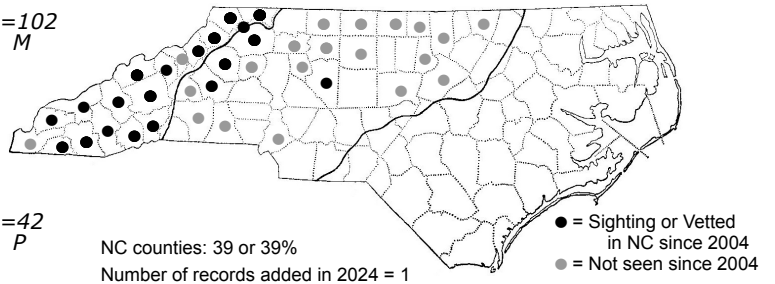 =102
M
=42
P
NC counties: 39 or 39%
Number of records added in 2024 = 1
= Sighting or Vetted
in NC since 2004
= Not seen since 2004